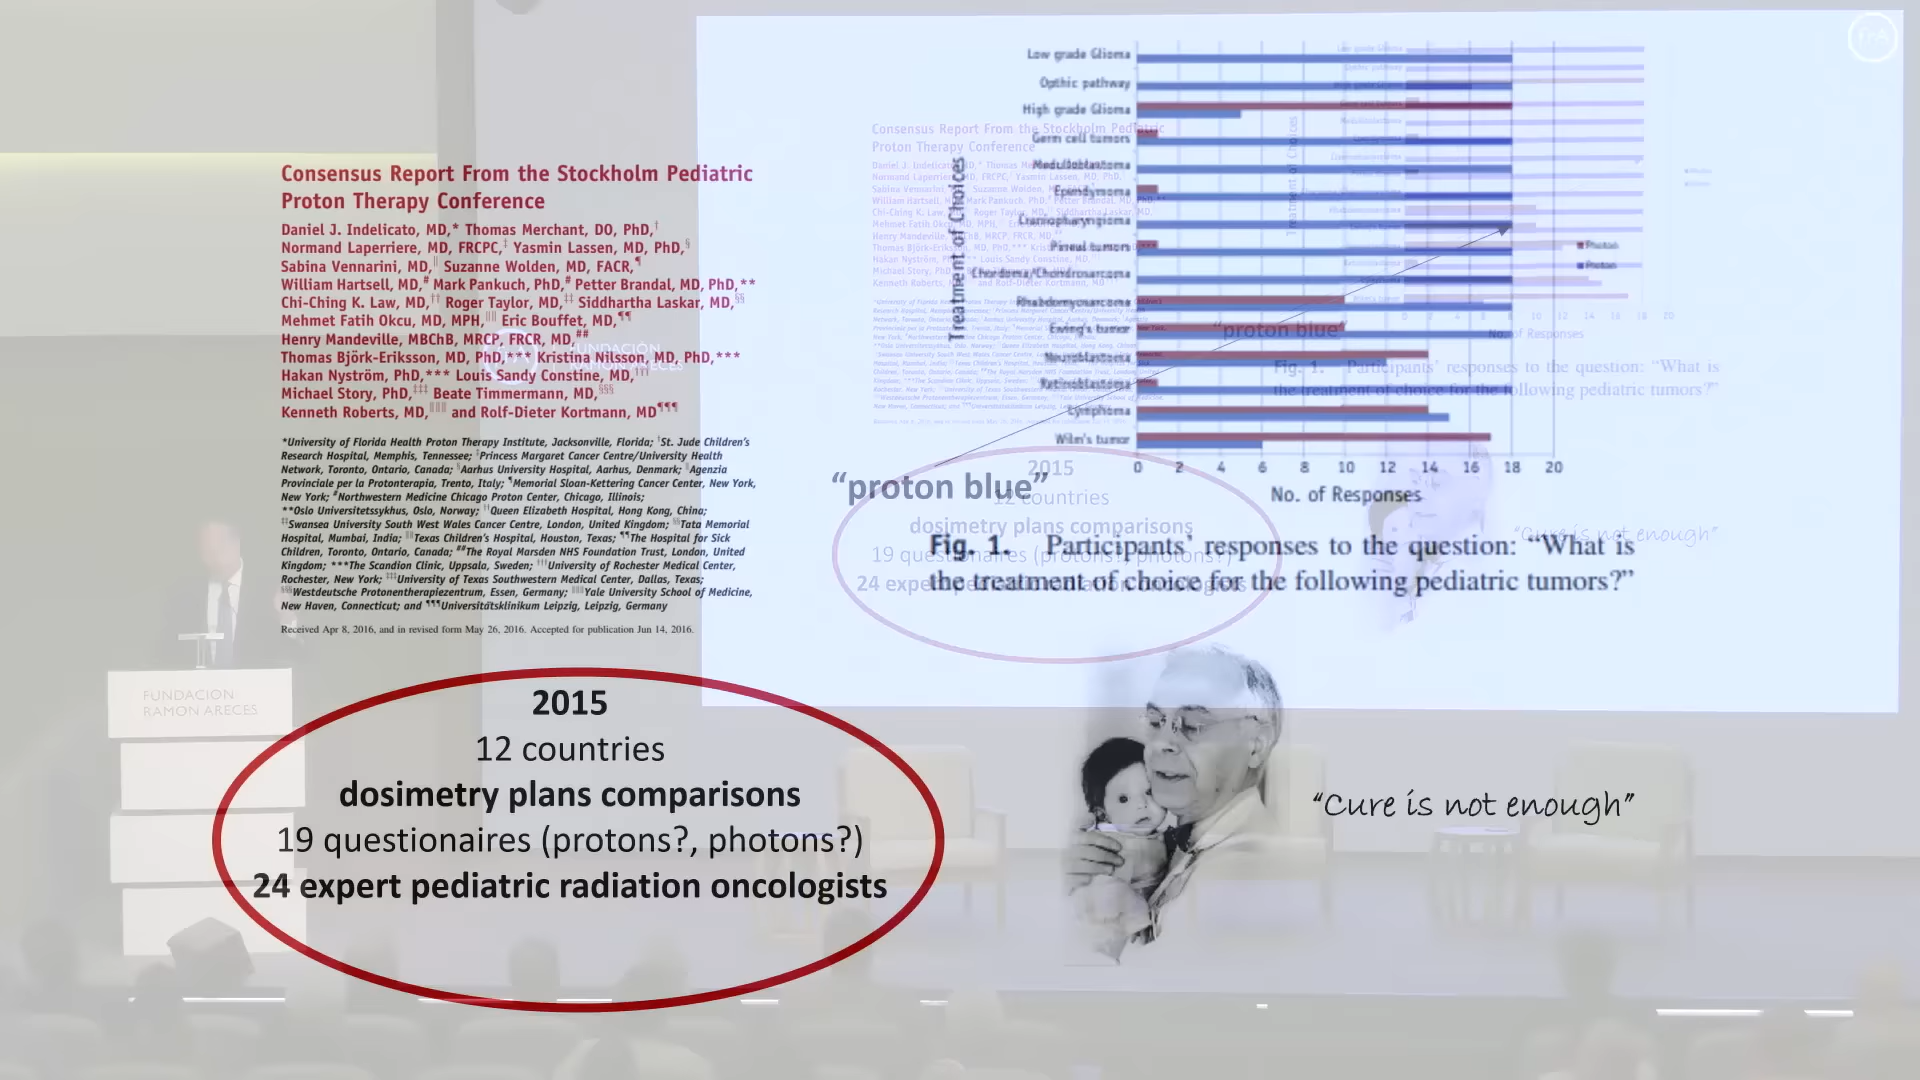 Consensus Report From the Stockholm Pediatric
Proton Therapy Conference
Daniel J. Indelicato, MD,* Thomas Merchant, DO, PhD,†
Normand Laperriere, MD, FRCPC,‡ Yasmin Lassen, MD, PhD,§
Sabina Vennarini, MD,‖ Suzanne Wolden, MD, FACR,¶
William Hartsell, MD,# Mark Pankuch, PhD,# Petter Brandal, MD, PhD,**
Chi-Ching K. Law, MD,†† Roger Taylor, MD,‡‡ Siddhartha Laskar, MD,§§
Mehmet Fatih Okcu, MD, MPH,‖‖ Eric Bouffet, MD,¶¶
Henry Mandeville, MBChB, MRCP, FRCR, MD,##
Thomas Björk-Eriksson, MD, PhD,*** Kristina Nilsson, MD, PhD,***
Hakan Nyström, PhD,*** Louis Sandy Constine, MD,†††
Michael Story, PhD,‡‡‡ Beate Timmermann, MD,§§§
Kenneth Roberts, MD,‖‖‖ and Rolf-Dieter Kortmann, MD¶¶¶
*University of Florida Health Proton Therapy Institute, Jacksonville, Florida; †St. Jude Children's
Research Hospital, Memphis, Tennessee; ‡Princess Margaret Cancer Centre/University Health
Network, Toronto, Ontario, Canada; §Aarhus University Hospital, Aarhus, Denmark; ‖Agenzia
Provinciale per la Protonterapia, Trento, Italy; ¶Memorial Sloan-Kettering Cancer Center, New York,
New York; #Northwestern Medicine Chicago Proton Center, Chicago, Illinois;
**Oslo Universitetssykhus, Oslo, Norway; ††Queen Elizabeth Hospital, Hong Kong, China;
‡‡Swansea University South West Wales Cancer Centre, London, United Kingdom; §§Tata Memorial
Hospital, Mumbai, India; ‖‖Texas Children's Hospital, Houston, Texas; ¶¶The Hospital for Sick
Children, Toronto, Ontario, Canada; ##The Royal Marsden NHS Foundation Trust, London, United
Kingdom; ***The Scandion Clinic, Uppsala, Sweden; †††University of Rochester Medical Center,
Rochester, New York; ‡‡‡University of Texas Southwestern Medical Center, Dallas, Texas;
§§§Westdeutsche Protonentherapiezentrum, Essen, Germany; ‖‖‖Yale University School of Medicine,
New Haven, Connecticut; and ¶¶¶Universitätsklinikum Leipzig, Leipzig, Germany
Received Apr 8, 2016, and in revised form May 26, 2016. Accepted for publication Jun 14, 2016.
2015
12 countries
dosimetry plans comparisons
19 questionaires (protons?, photons?)
24 expert pediatric radiation oncologists
Treatment of Choices
Low grade Glioma
Opthic pathway
High grade Glioma
Germ cell tumors
Medulloblastoma
Ependymoma
Craniopharyngioma
Pineal tumors
Chordoma/Chondrosarcoma
Rhabdomyosarcoma
Ewing's tumor
Neuroblastoma
Retinoblastoma
Lymphoma
Wilm's tumor
0 2 4 6 8 10 12 14 16 18 20
No. of Responses
Photon
Proton
"proton blue"
Fig. 1. Participants' responses to the question: "What is
the treatment of choice for the following pediatric tumors?"
"Cure is not enough"
FUNDACIÓN
RAMÓN ARECES